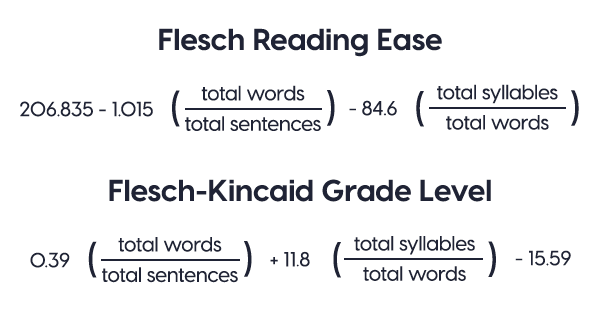 Flesch Reading Ease
206.835 - 1.015 ( total words / total sentences ) - 84.6 ( total syllables / total words )
Flesch-Kincaid Grade Level
0.39 ( total words / total sentences ) + 11.8 ( total syllables / total words ) - 15.59